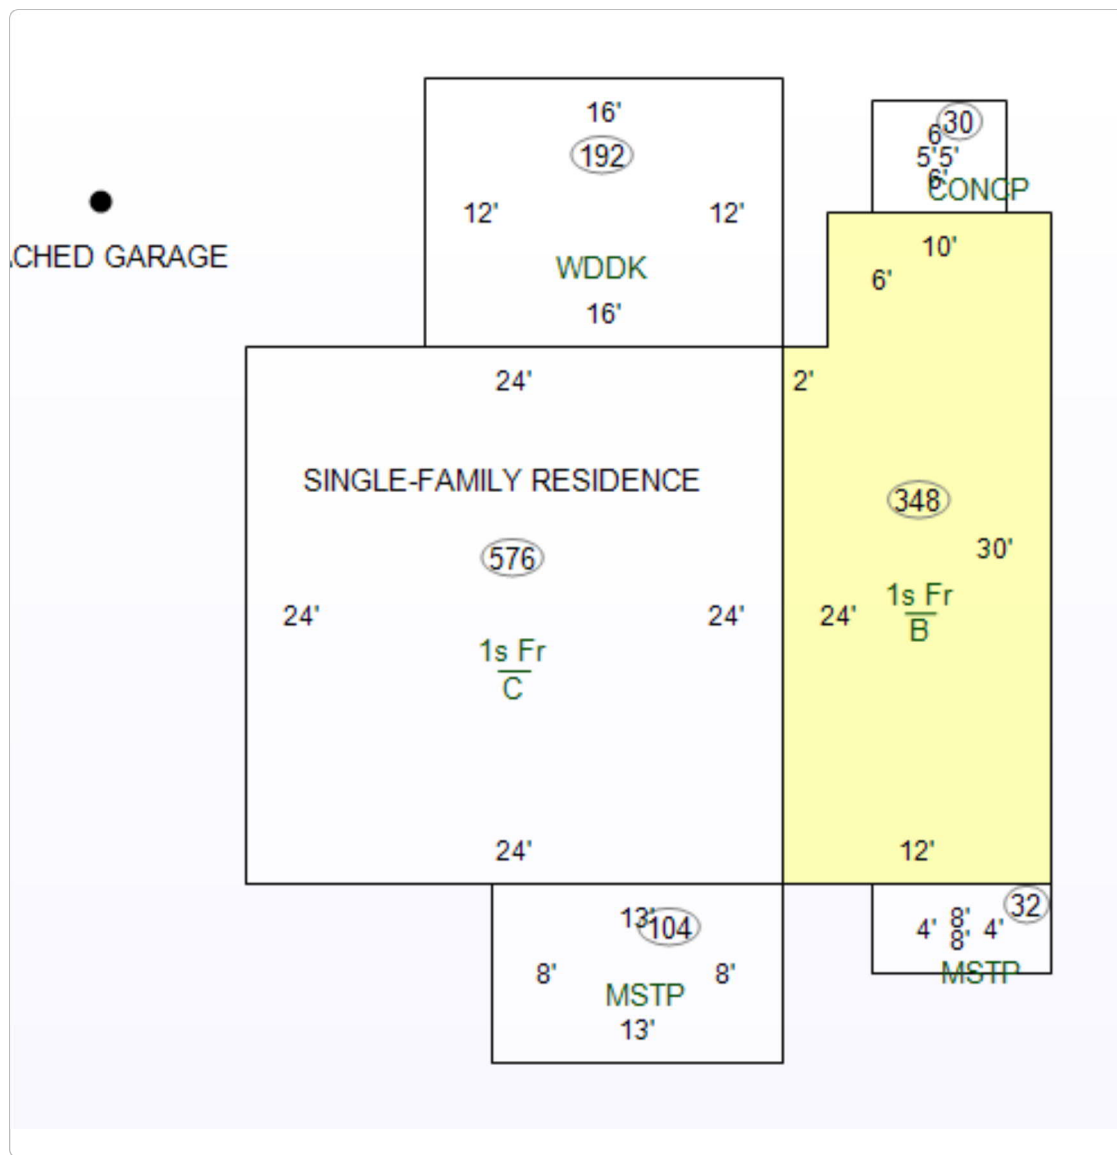 16'
192
12' 12'
WDDK
16'
30
6'
5' 5'
6'
CONCP
ACHED GARAGE
10'
6'
24'
2'
SINGLE-FAMILY RESIDENCE
348
576
30'
24' 24' 24'
1s Fr
B
1s Fr
C
24'
12'
13'
104
8' 8'
MSTP
13'
32
8'
4' 4'
8'
MSTP